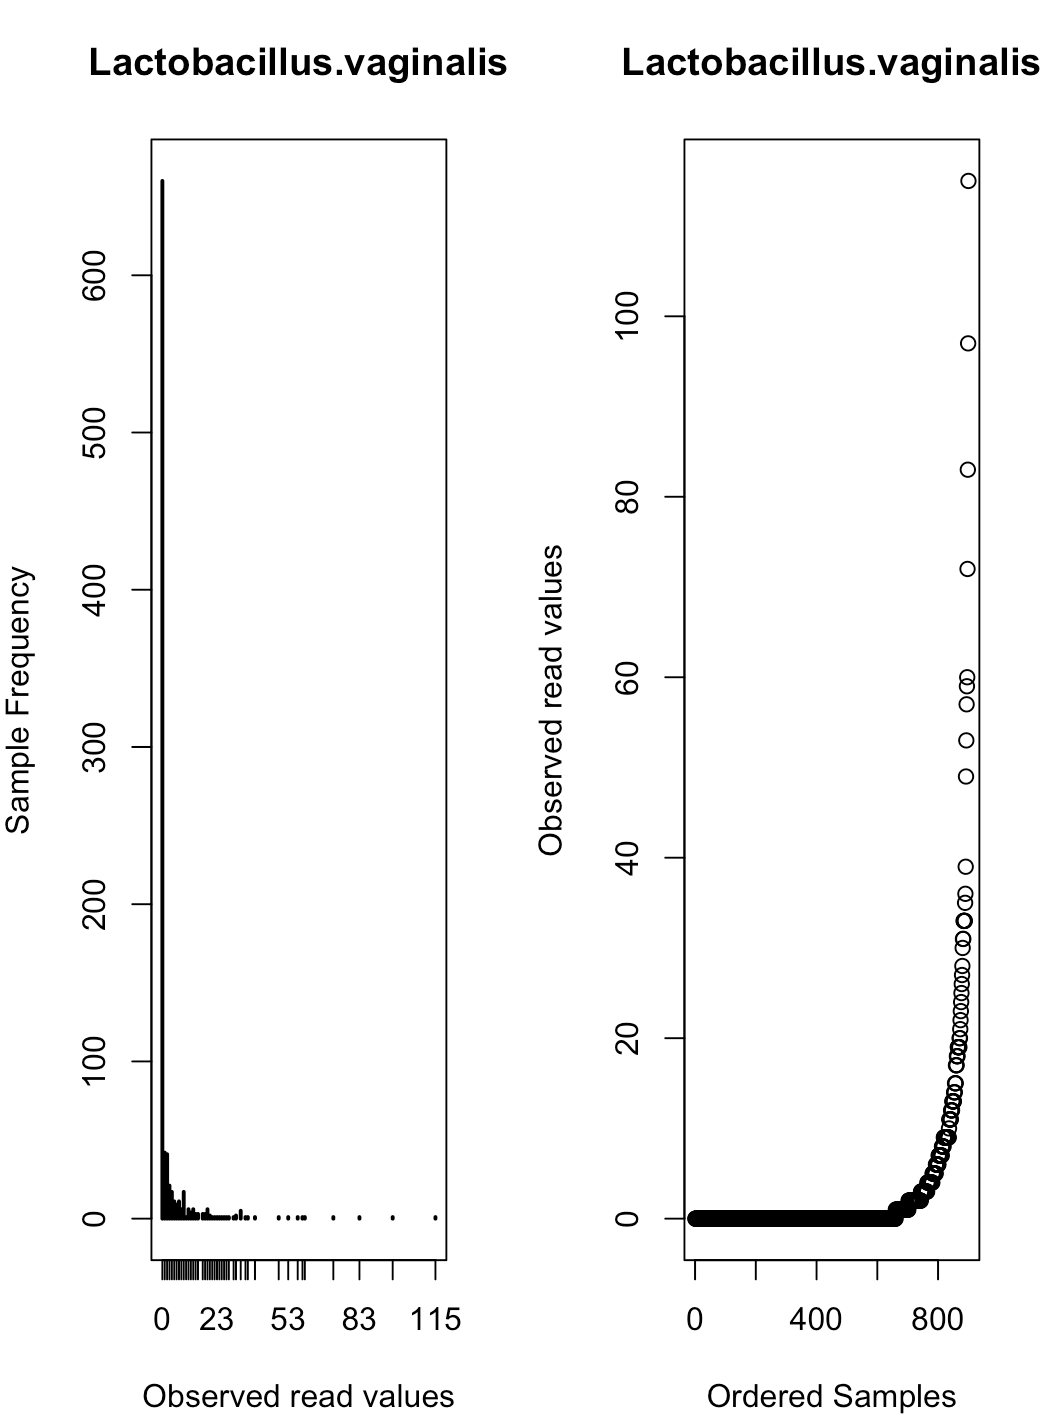 Lactobacillus.vaginalis
Sample Frequency
600
500
400
300
200
100
0
0 23 53 83 115
Observed read values
Lactobacillus.vaginalis
Observed read values
100
80
60
40
20
0
0 400 800
Ordered Samples